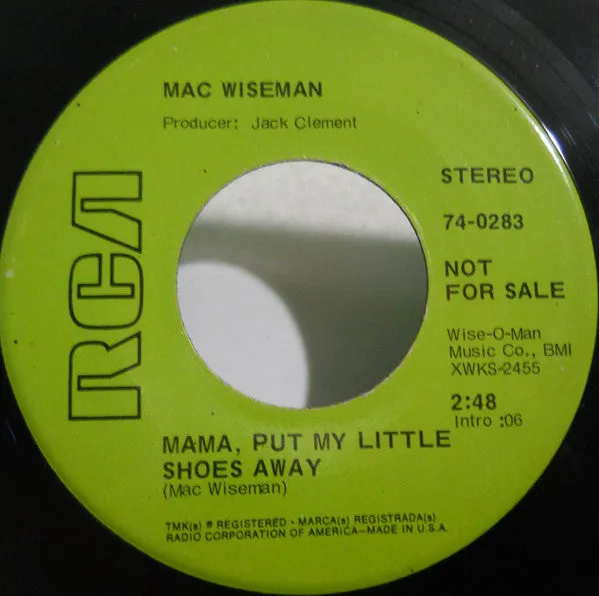 MAC WISEMAN
Producer: Jack Clement
RCA
STEREO
74-0283
NOT
FOR SALE
Wise-O-Man
Music Co., BMI
XWKS-2455
2:48
Intro :06
MAMA, PUT MY LITTLE
SHOES AWAY
(Mac Wiseman)
TMK(s) ® REGISTERED • MARCA(s) REGISTRADA(s)
RADIO CORPORATION OF AMERICA—MADE IN U.S.A.